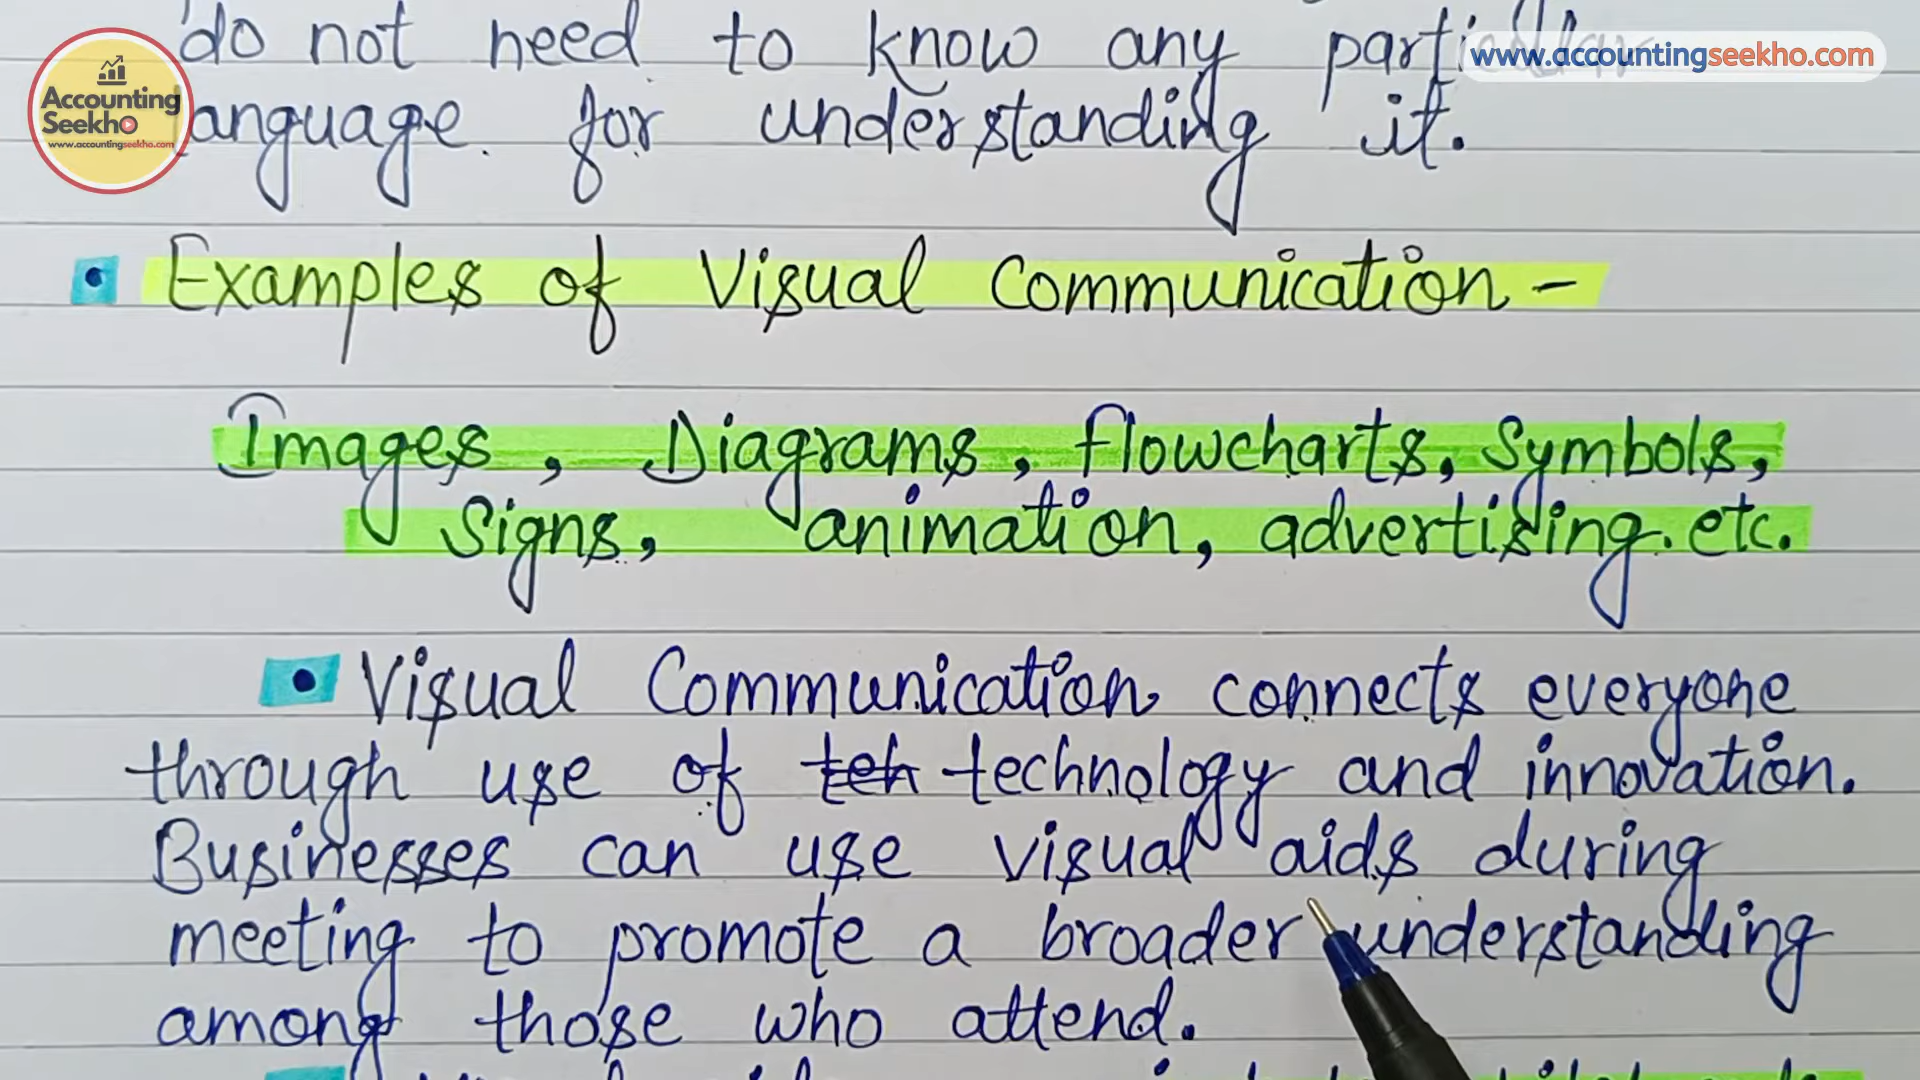 do not need to know any
www.accountingseekho.com
Accounting
Seekho
www.accountingseekho.com
language for understanding it.
• Examples of Visual Communication -
Images, Diagrams, flowcharts, Symbols,
Signs, animation, advertising. etc.
• Visual Communication connects everyone
through use of teh technology and innovation.
Businesses can use visual aids during
meeting to promote a broader understanding
among those who attend.